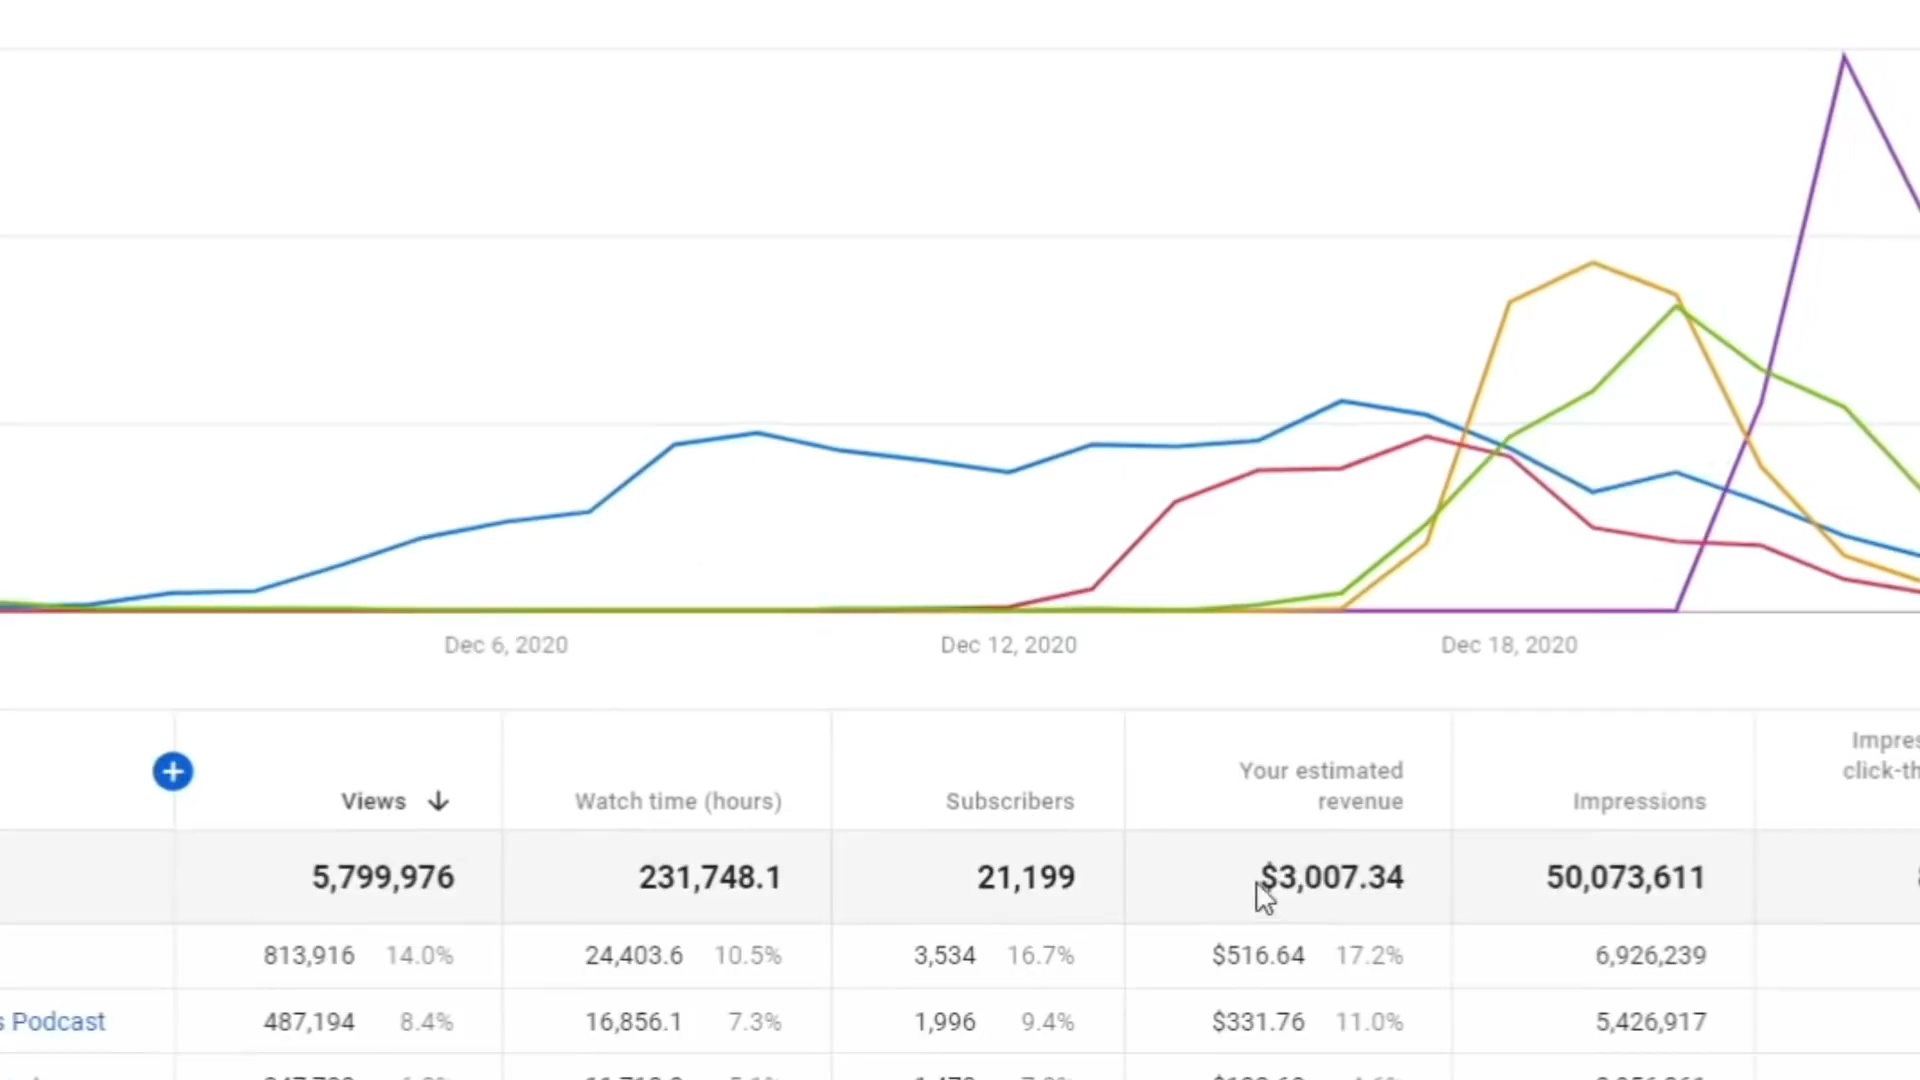 Dec 6, 2020 Dec 12, 2020 Dec 18, 2020
Your estimated
Views Watch time (hours) Subscribers revenue Impressions
5,799,976 231,748.1 21,199 $3,007.34 50,073,611
813,916 14.0% 24,403.6 10.5% 3,534 16.7% $516.64 17.2% 6,926,239
Podcast 487,194 8.4% 16,856.1 7.3% 1,996 9.4% $331.76 11.0% 5,426,917